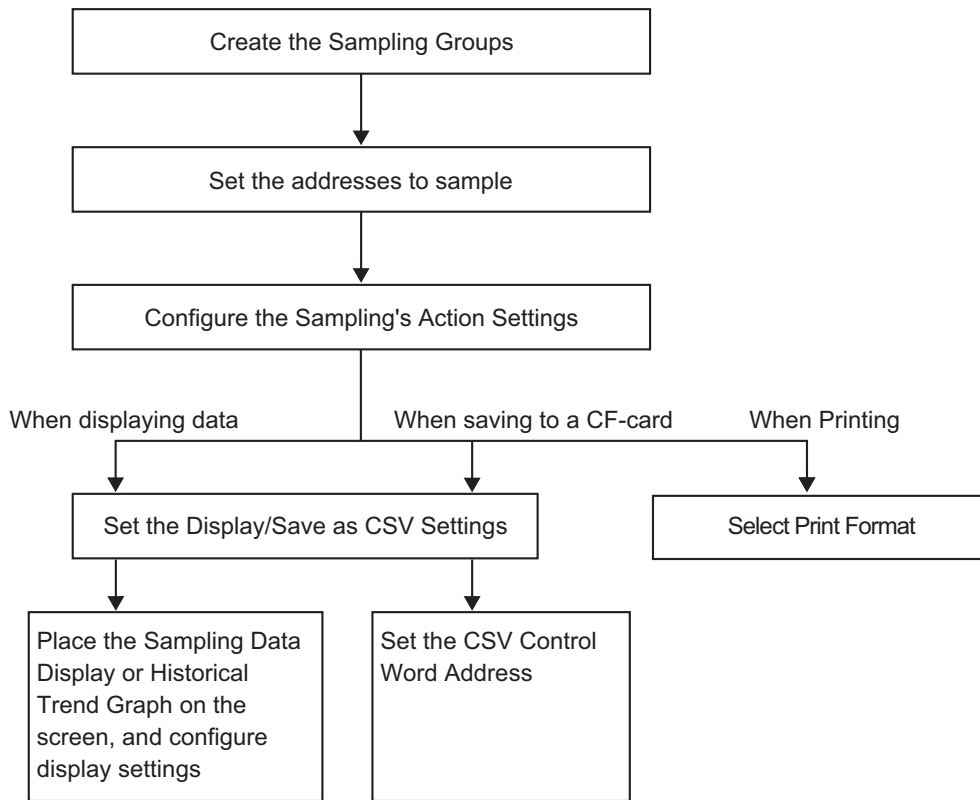 Create the Sampling Groups
Set the addresses to sample
Configure the Sampling's Action Settings
When displaying data
When saving to a CF-card
When Printing
Set the Display/Save as CSV Settings
Select Print Format
Place the Sampling Data
Display or Historical
Trend Graph on the
screen, and configure
display settings
Set the CSV Control
Word Address